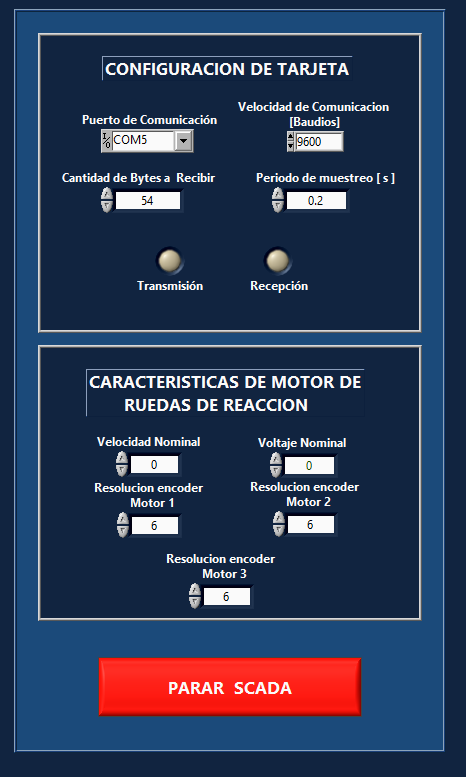 CONFIGURACION DE TARJETA
Puerto de Comunicación
Velocidad de Comunicacion
[Baudios]
I/O COM5
9600
Cantidad de Bytes a Recibir
Periodo de muestreo [ s ]
54
0.2
Transmisión
Recepción
CARACTERISTICAS DE MOTOR DE
RUEDAS DE REACCION
Velocidad Nominal
Voltaje Nominal
0
0
Resolucion encoder
Motor 1
Resolucion encoder
Motor 2
6
6
Resolucion encoder
Motor 3
6
PARAR SCADA